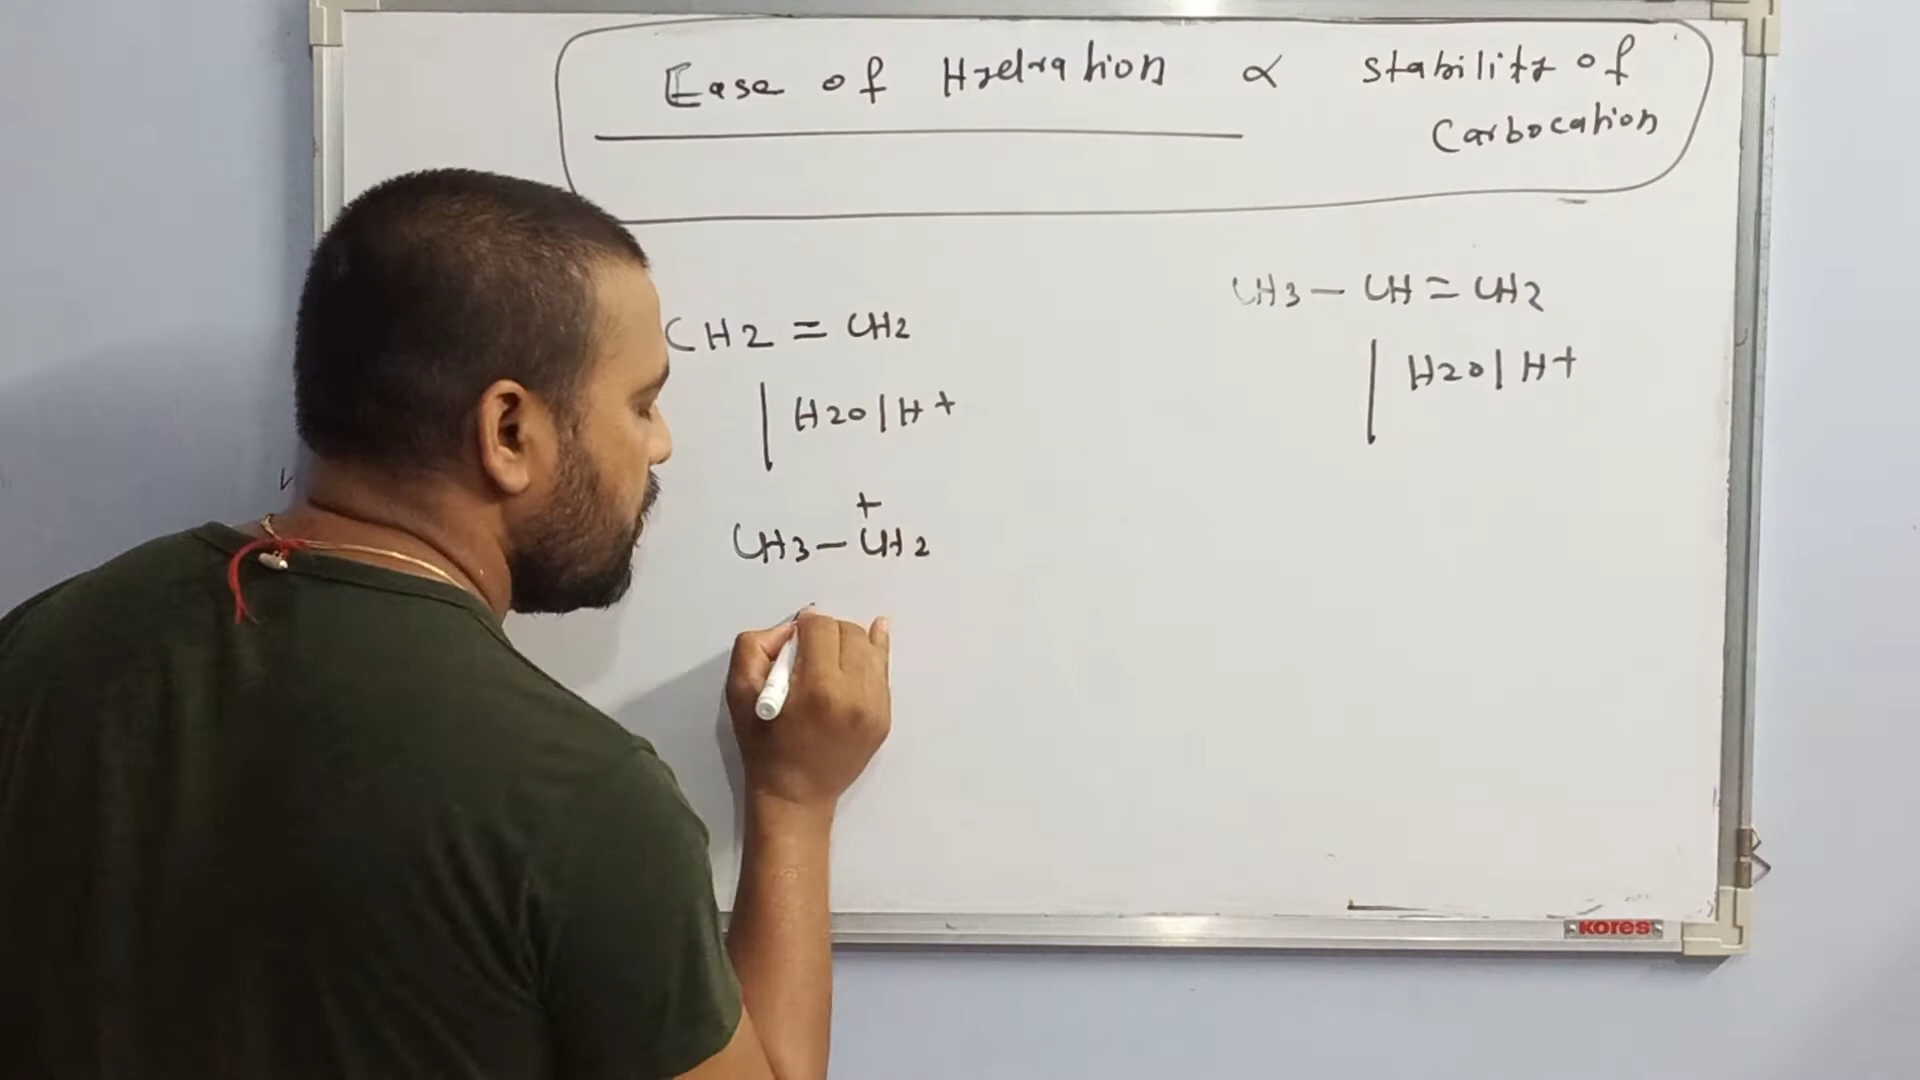 Ease of Hydration ∝ stability of
Carbocation
CH2 = CH2
| H2O | H+
+
CH3 - CH2
CH3 - CH = CH2
| H2O | H+
KORES